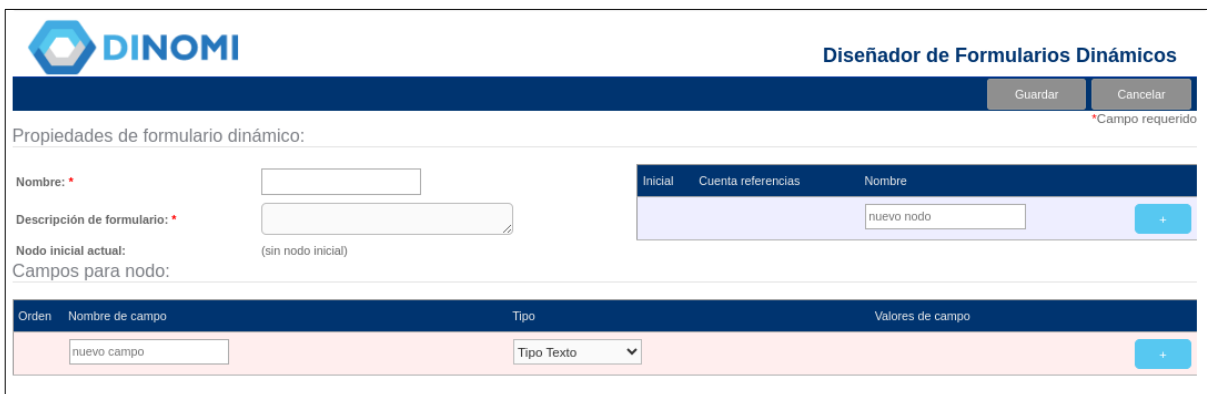 DINOMI
Diseñador de Formularios Dinámicos
Guardar Cancelar
*Campo requerido
Propiedades de formulario dinámico:
Nombre: *
Inicial Cuenta referencias Nombre
nuevo nodo +
Descripción de formulario: *
Nodo inicial actual: (sin nodo inicial)
Campos para nodo:
Orden Nombre de campo Tipo Valores de campo
nuevo campo Tipo Texto +